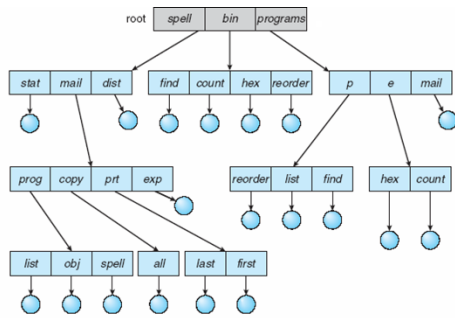 root spell bin programs
stat mail dist find count hex reorder p e mail
prog copy prt exp reorder list find hex count
list obj spell all last first